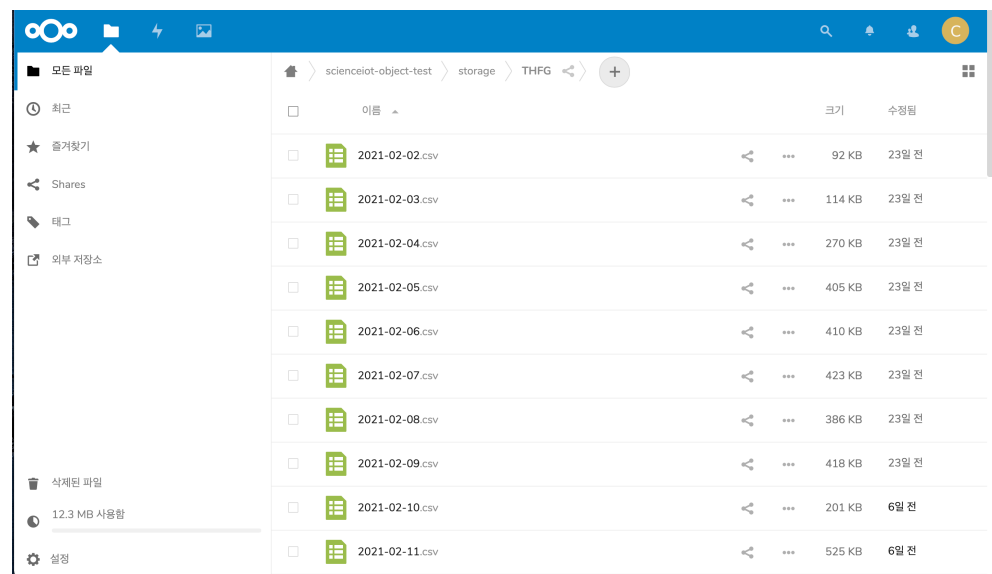 C
모든 파일
scienceiot-object-test storage THFG +
최근
이름 크기 수정됨
즐겨찾기
2021-02-02.csv 92 KB 23일 전
Shares
2021-02-03.csv 114 KB 23일 전
태그
2021-02-04.csv 270 KB 23일 전
외부 저장소
2021-02-05.csv 405 KB 23일 전
2021-02-06.csv 410 KB 23일 전
2021-02-07.csv 423 KB 23일 전
2021-02-08.csv 386 KB 23일 전
2021-02-09.csv 418 KB 23일 전
삭제된 파일
2021-02-10.csv 201 KB 6일 전
12.3 MB 사용함
2021-02-11.csv 525 KB 6일 전
설정